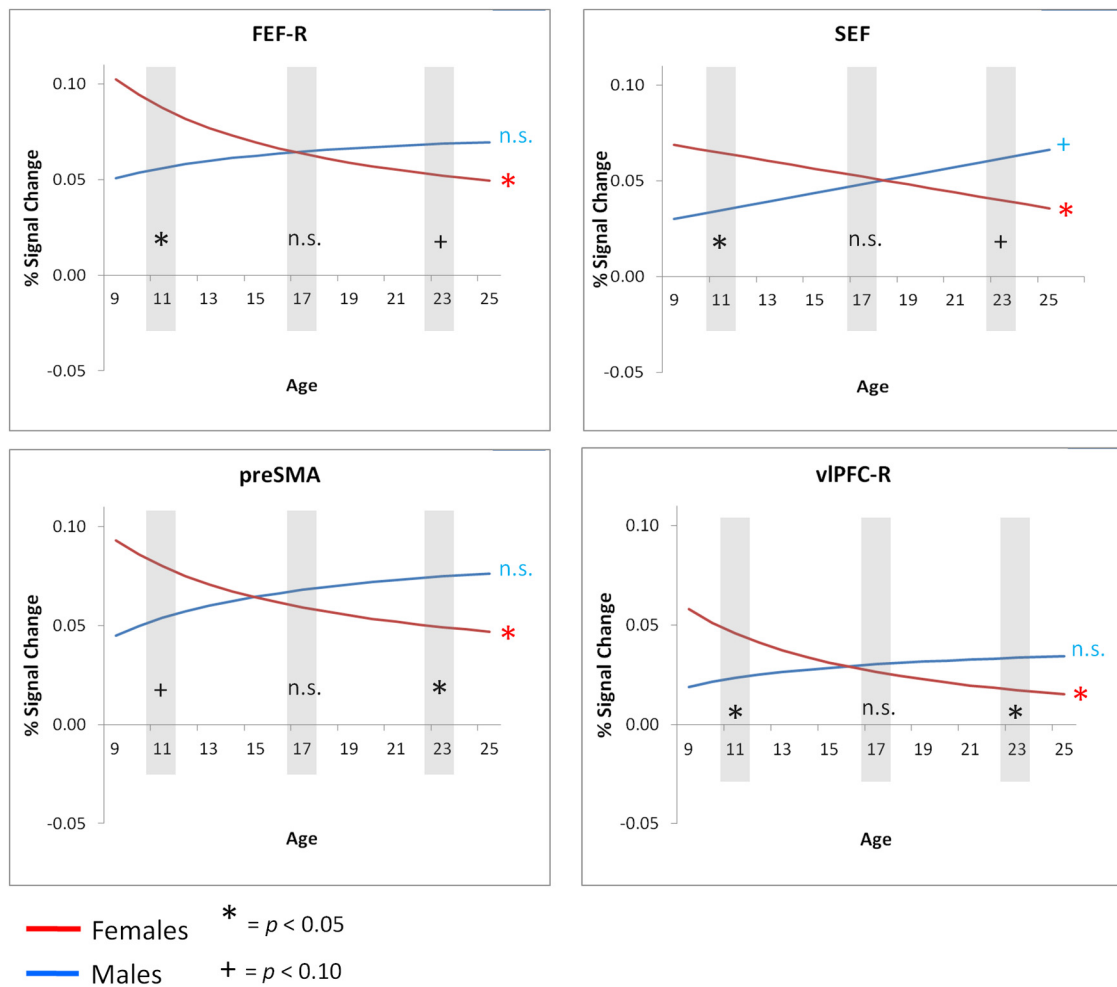 FEF-R
% Signal Change
0.10
0.05
0.00
-0.05
9 11 13 15 17 19 21 23 25
Age
* n.s. +
n.s.
*
SEF
% Signal Change
0.10
0.05
0.00
-0.05
9 11 13 15 17 19 21 23 25
Age
* n.s. +
+
*
preSMA
% Signal Change
0.10
0.05
0.00
-0.05
9 11 13 15 17 19 21 23 25
Age
+ n.s. *
n.s.
*
vlPFC-R
% Signal Change
0.10
0.05
0.00
-0.05
9 11 13 15 17 19 21 23 25
Age
* n.s. *
n.s.
*
Females * = p < 0.05
Males + = p < 0.10